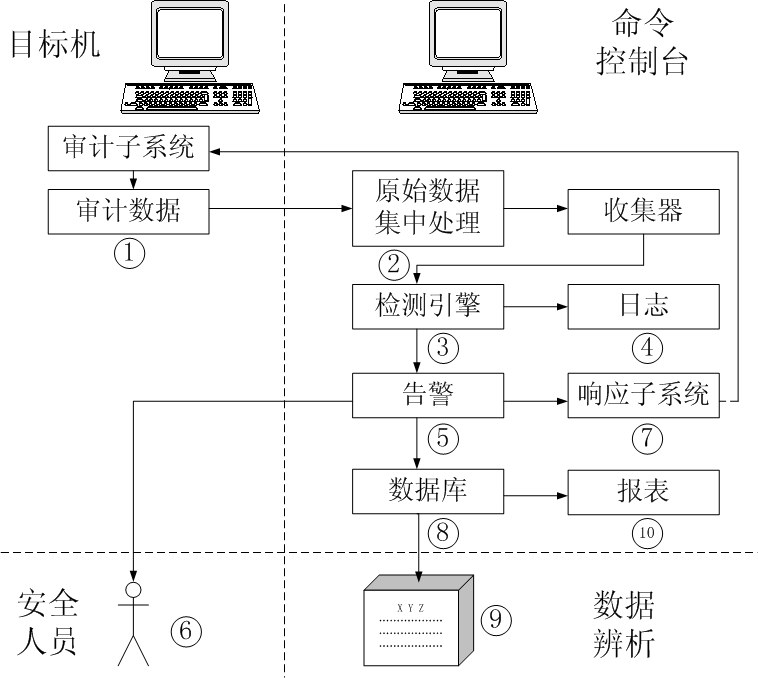 目标机
命令
控制台
审计子系统
审计数据
①
原始数据
集中处理
②
收集器
检测引擎
③
日志
④
告警
⑤
响应子系统
⑦
数据库
⑧
报表
⑩
安全
人员
⑥
X Y Z
⑨
数据
辨析